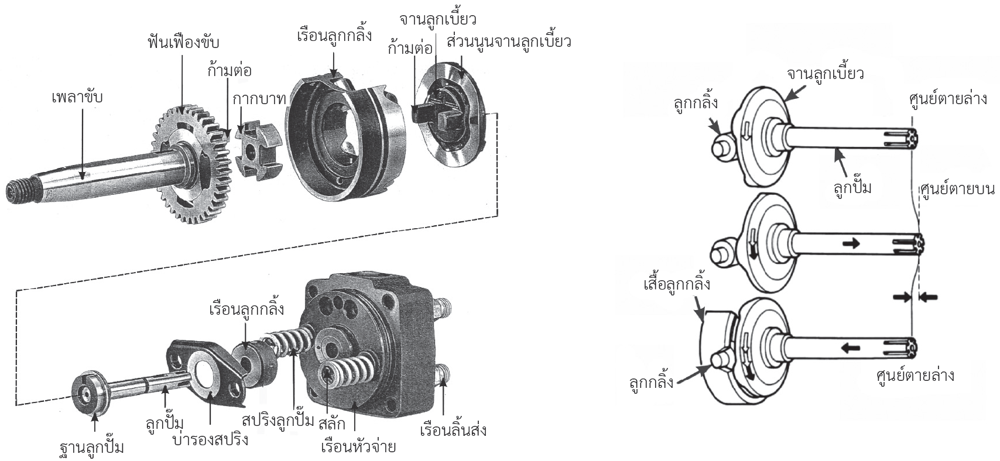 จานลูกเบี้ยว
เรือนลูกกลิ้ง
ก้ามต่อ
ส่วนนูนจานลูกเบี้ยว
ฟันเฟืองขับ
ก้ามต่อ
กากบาท
เพลาขับ
เรือนลูกกลิ้ง
ฐานลูกปั๊ม
ลูกปั๊ม
บ่ารองสปริง
สปริงลูกปั๊ม
สลัก
เรือนหัวจ่าย
เรือนลิ้นส่ง
จานลูกเบี้ยว
ลูกกลิ้ง
ศูนย์ตายล่าง
ลูกปั๊ม
ศูนย์ตายบน
เสื้อลูกกลิ้ง
ลูกกลิ้ง
ศูนย์ตายล่าง